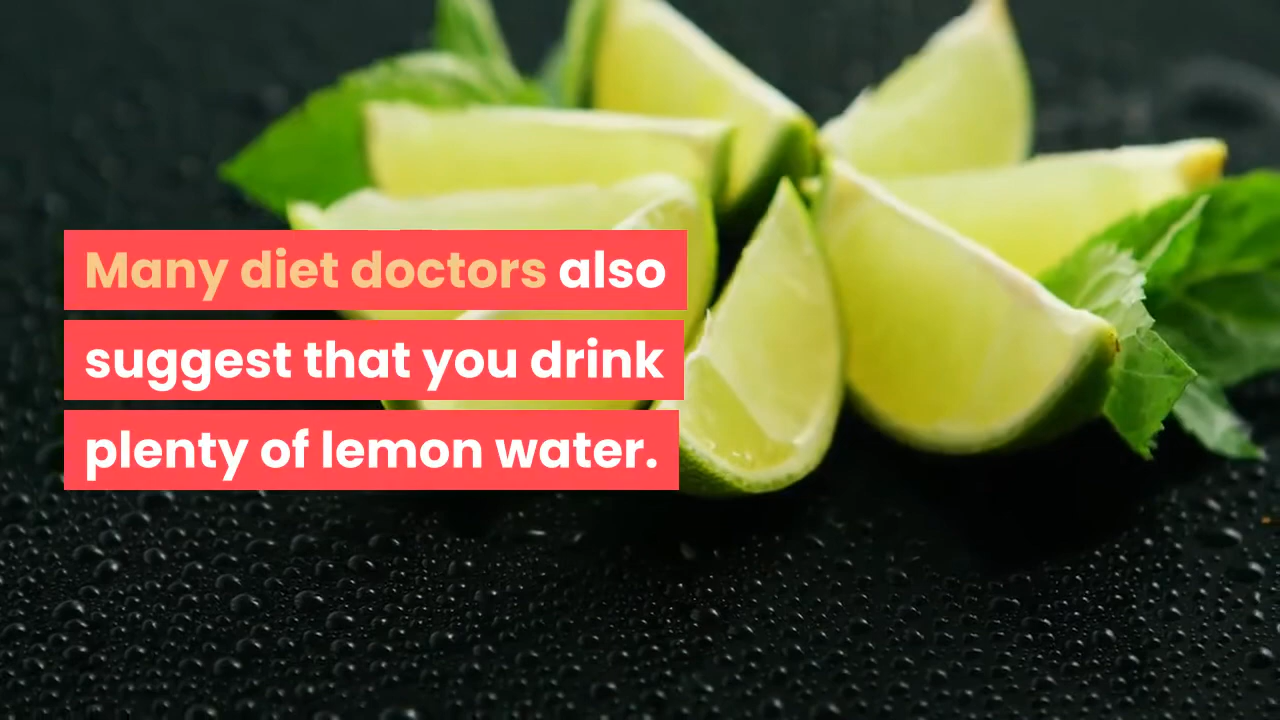 Many diet doctors also
suggest that you drink
plenty of lemon water.